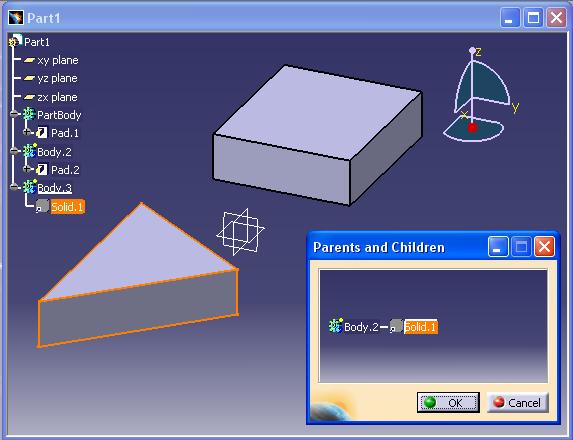 Part1
Part1
xy plane
yz plane
zx plane
PartBody
Pad.1
Body.2
Pad.2
Body.3
Solid.1
z
y
x
Parents and Children
Body.2
Solid.1
OK
Cancel